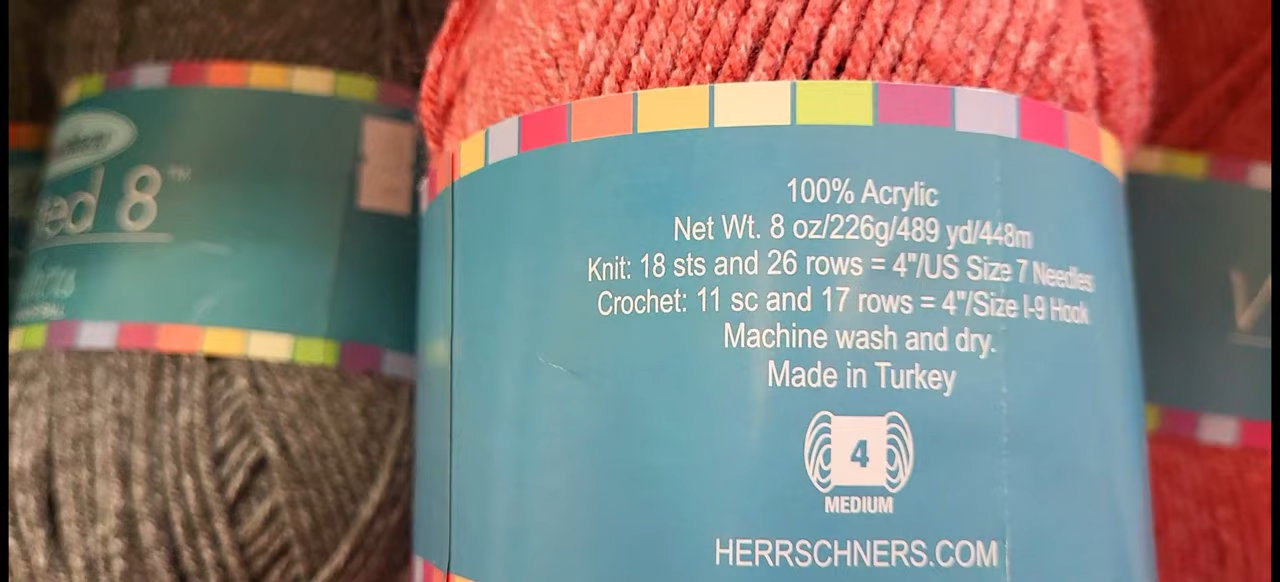 ed 8™
100% Acrylic
Net Wt. 8 oz/226g/489 yd/448m
Knit: 18 sts and 26 rows = 4"/US Size 7 Needles
Crochet: 11 sc and 17 rows = 4"/Size I-9 Hook
Machine wash and dry.
Made in Turkey
4
MEDIUM
HERRSCHNERS.COM